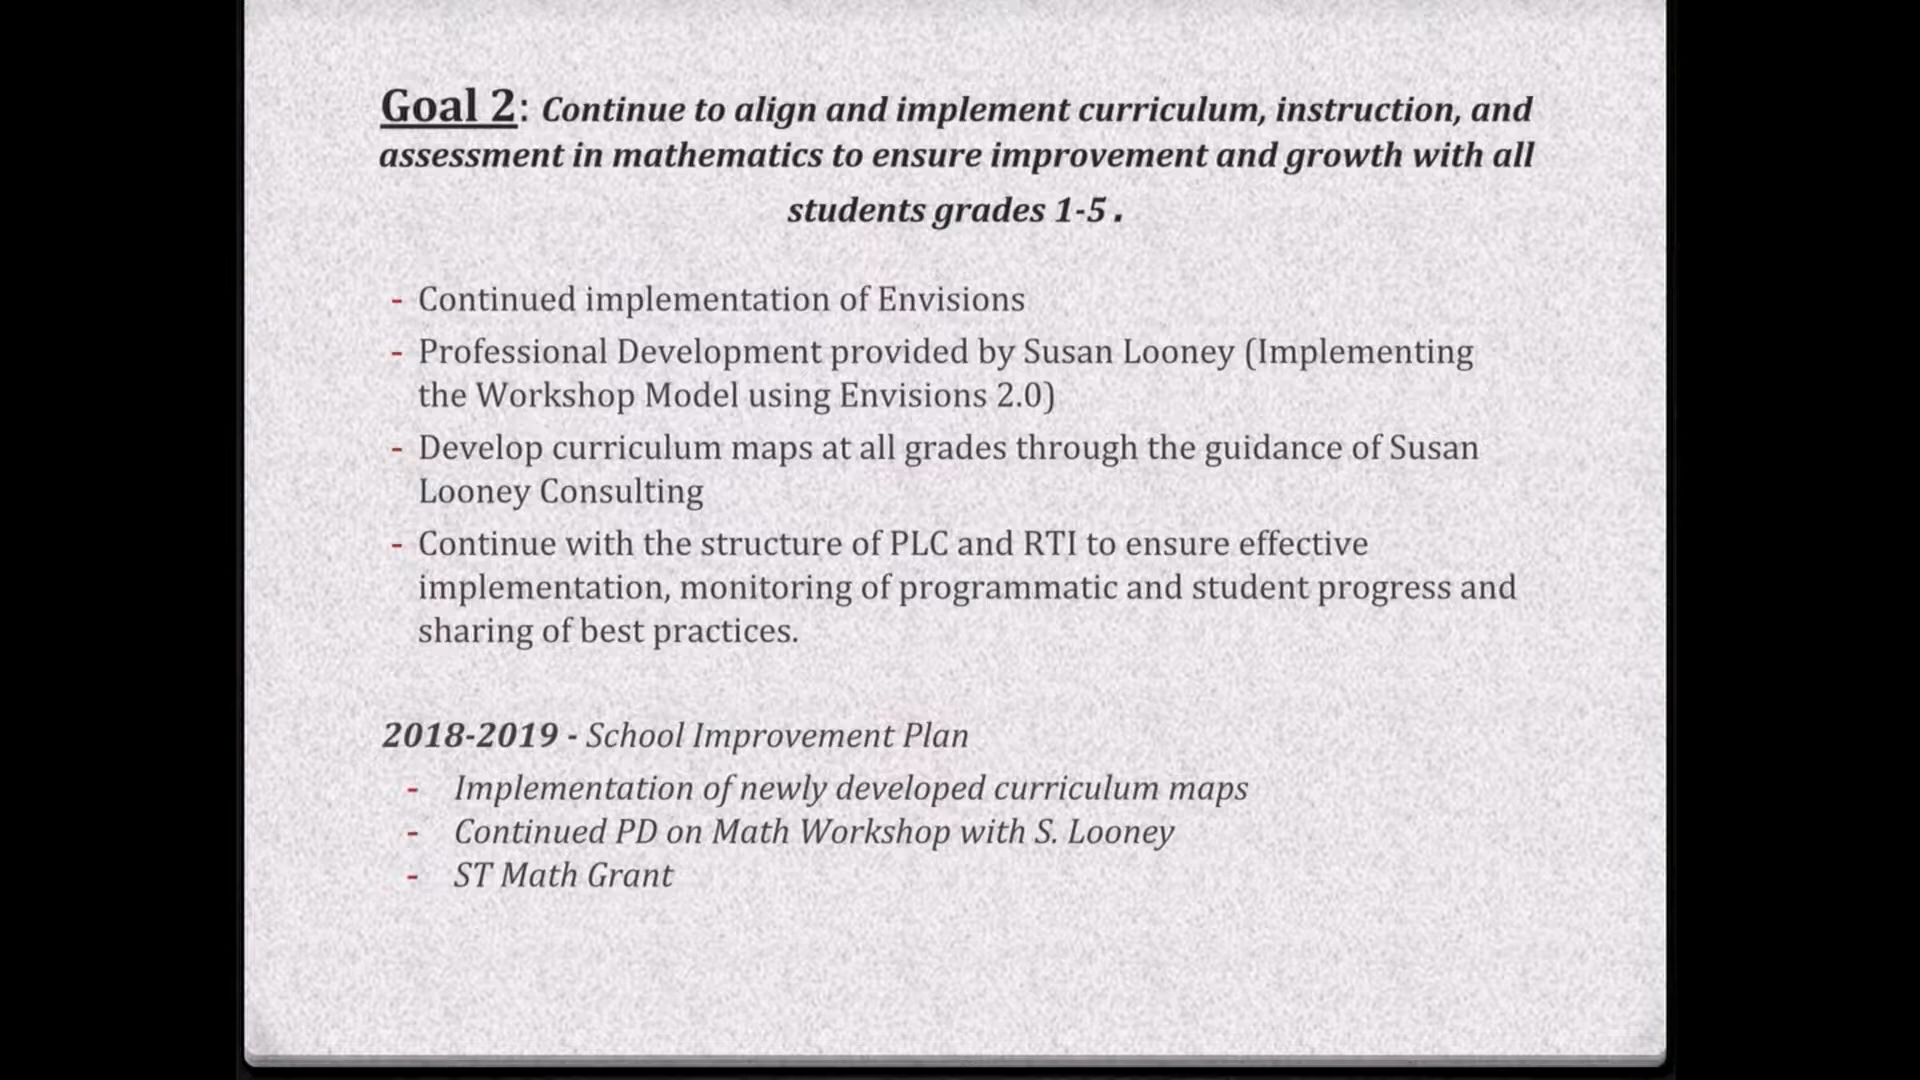 Goal 2: Continue to align and implement curriculum, instruction, and
assessment in mathematics to ensure improvement and growth with all
students grades 1-5 .
- Continued implementation of Envisions
- Professional Development provided by Susan Looney (Implementing
the Workshop Model using Envisions 2.0)
- Develop curriculum maps at all grades through the guidance of Susan
Looney Consulting
- Continue with the structure of PLC and RTI to ensure effective
implementation, monitoring of programmatic and student progress and
sharing of best practices.
2018-2019 - School Improvement Plan
- Implementation of newly developed curriculum maps
- Continued PD on Math Workshop with S. Looney
- ST Math Grant